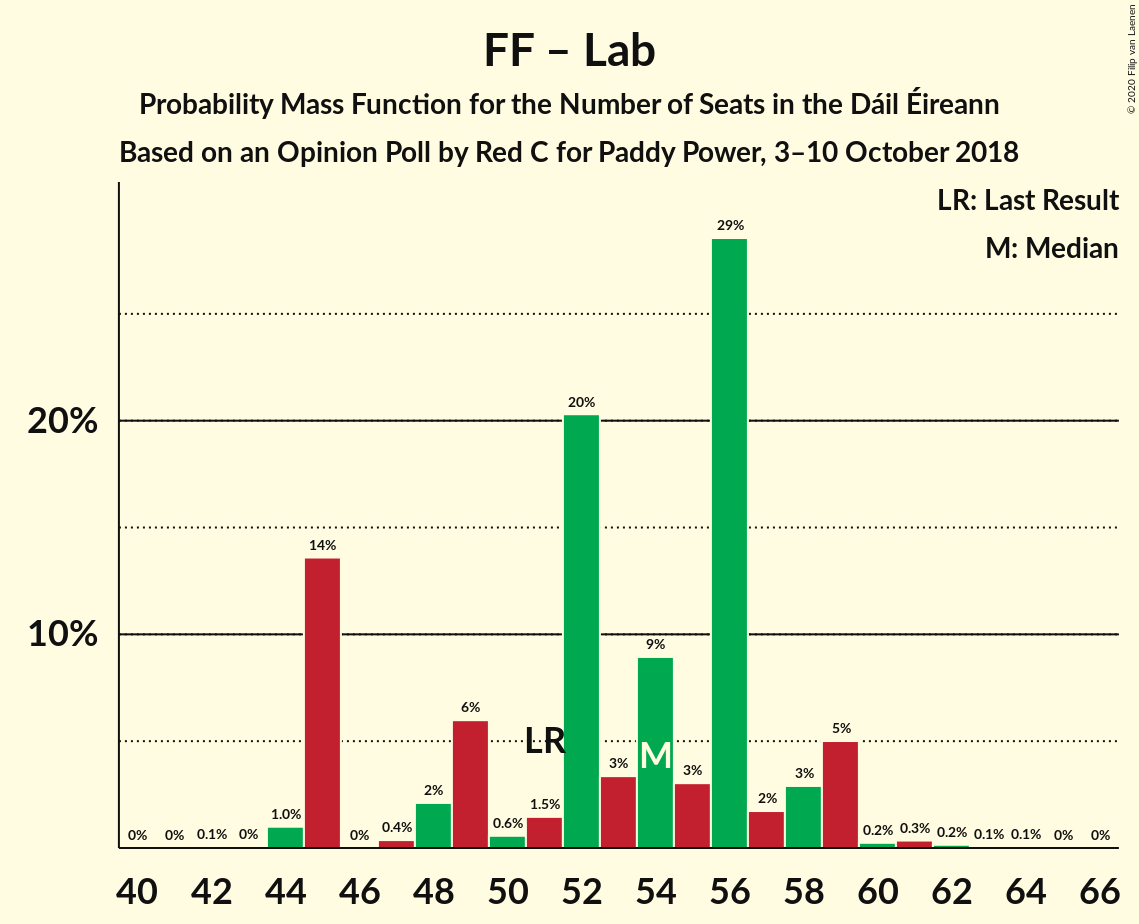 FF – Lab
Probability Mass Function for the Number of Seats in the Dáil Éireann
Based on an Opinion Poll by Red C for Paddy Power, 3–10 October 2018
© 2020 Filip van Laenen
LR: Last Result
M: Median
20%
10%
0% 0% 0.1% 0% 1.0% 14% 0% 0.4% 2% 6% 0.6% 1.5% 20% 3% 9% 3% 29% 2% 3% 5% 0.2% 0.3% 0.2% 0.1% 0.1% 0% 0%
LR
M
40 42 44 46 48 50 52 54 56 58 60 62 64 66